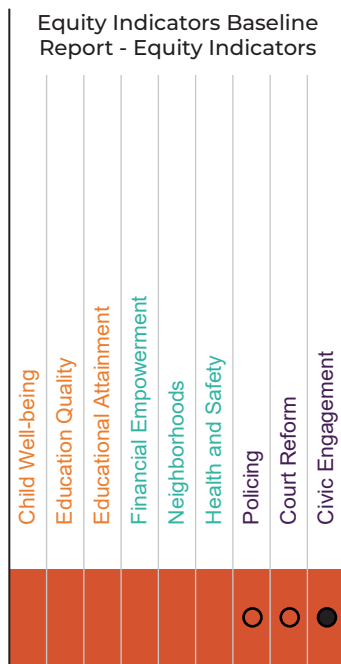 Equity Indicators Baseline
Report - Equity Indicators
Child Well-being
Education Quality
Educational Attainment
Financial Empowerment
Neighborhoods
Health and Safety
Policing
Court Reform
Civic Engagement